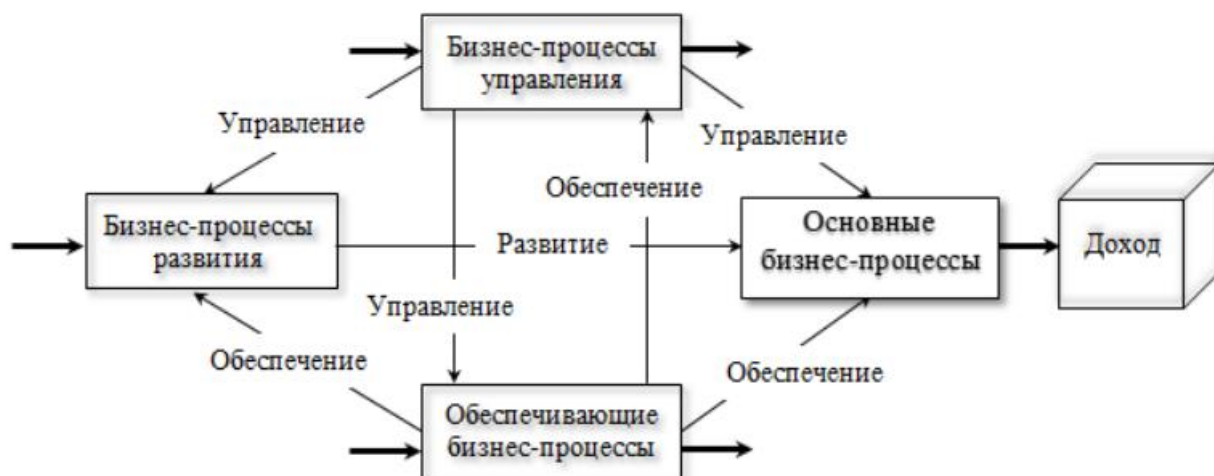 Бизнес-процессы
управления
Управление
Управление
Обеспечение
Бизнес-процессы
развития
Развитие
Основные
бизнес-процессы
Доход
Управление
Обеспечение
Обеспечение
Обеспечивающие
бизнес-процессы